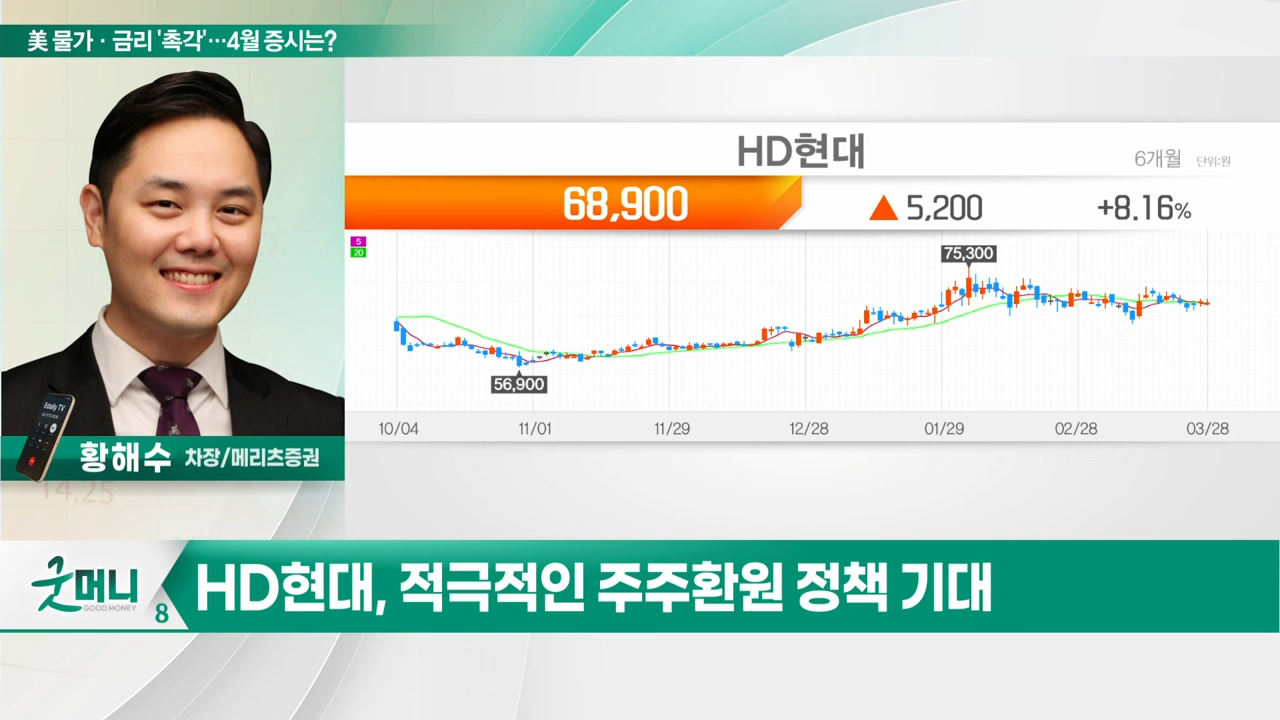 美 물가·금리 '촉각'…4월 증시는?
HD현대
6개월 단위:원
68,900 ▲ 5,200 +8.16%
5
20
75,300
56,900
10/04 11/01 11/29 12/28 01/29 02/28 03/28
Edaily TV
황해수 차장/메리츠증권
14.25
굿머니
GOOD MONEY
8
HD현대, 적극적인 주주환원 정책 기대